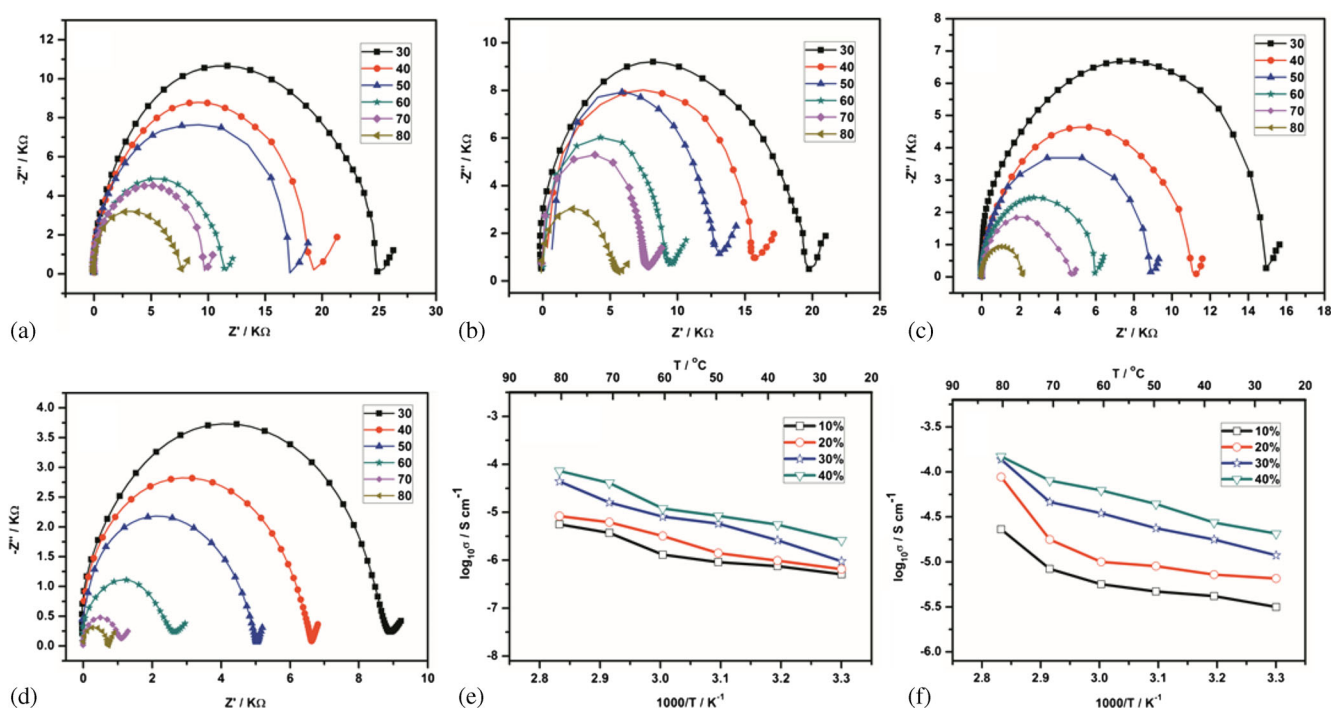 12
10
8
6
4
2
0
-Z'' / KΩ
30
40
50
60
70
80
0 5 10 15 20 25 30
Z' / KΩ
(a)
10
8
6
4
2
0
-Z'' / KΩ
30
40
50
60
70
80
0 5 10 15 20 25
Z' / KΩ
(b)
8
7
6
5
4
3
2
1
0
-Z'' / KΩ
30
40
50
60
70
80
0 2 4 6 8 10 12 14 16 18
Z' / KΩ
(c)
4.0
3.5
3.0
2.5
2.0
1.5
1.0
0.5
0.0
-Z'' / KΩ
30
40
50
60
70
80
0 2 4 6 8 10
Z' / KΩ
(d)
T / °C
90 80 70 60 50 40 30 20
-3
-4
-5
-6
-7
-8
log₁₀σ / S cm⁻¹
10%
20%
30%
40%
2.8 2.9 3.0 3.1 3.2 3.3
1000/T / K⁻¹
(e)
T / °C
90 80 70 60 50 40 30 20
-3.5
-4.0
-4.5
-5.0
-5.5
-6.0
log₁₀σ / S cm⁻¹
10%
20%
30%
40%
2.8 2.9 3.0 3.1 3.2 3.3
1000/T / K⁻¹
(f)